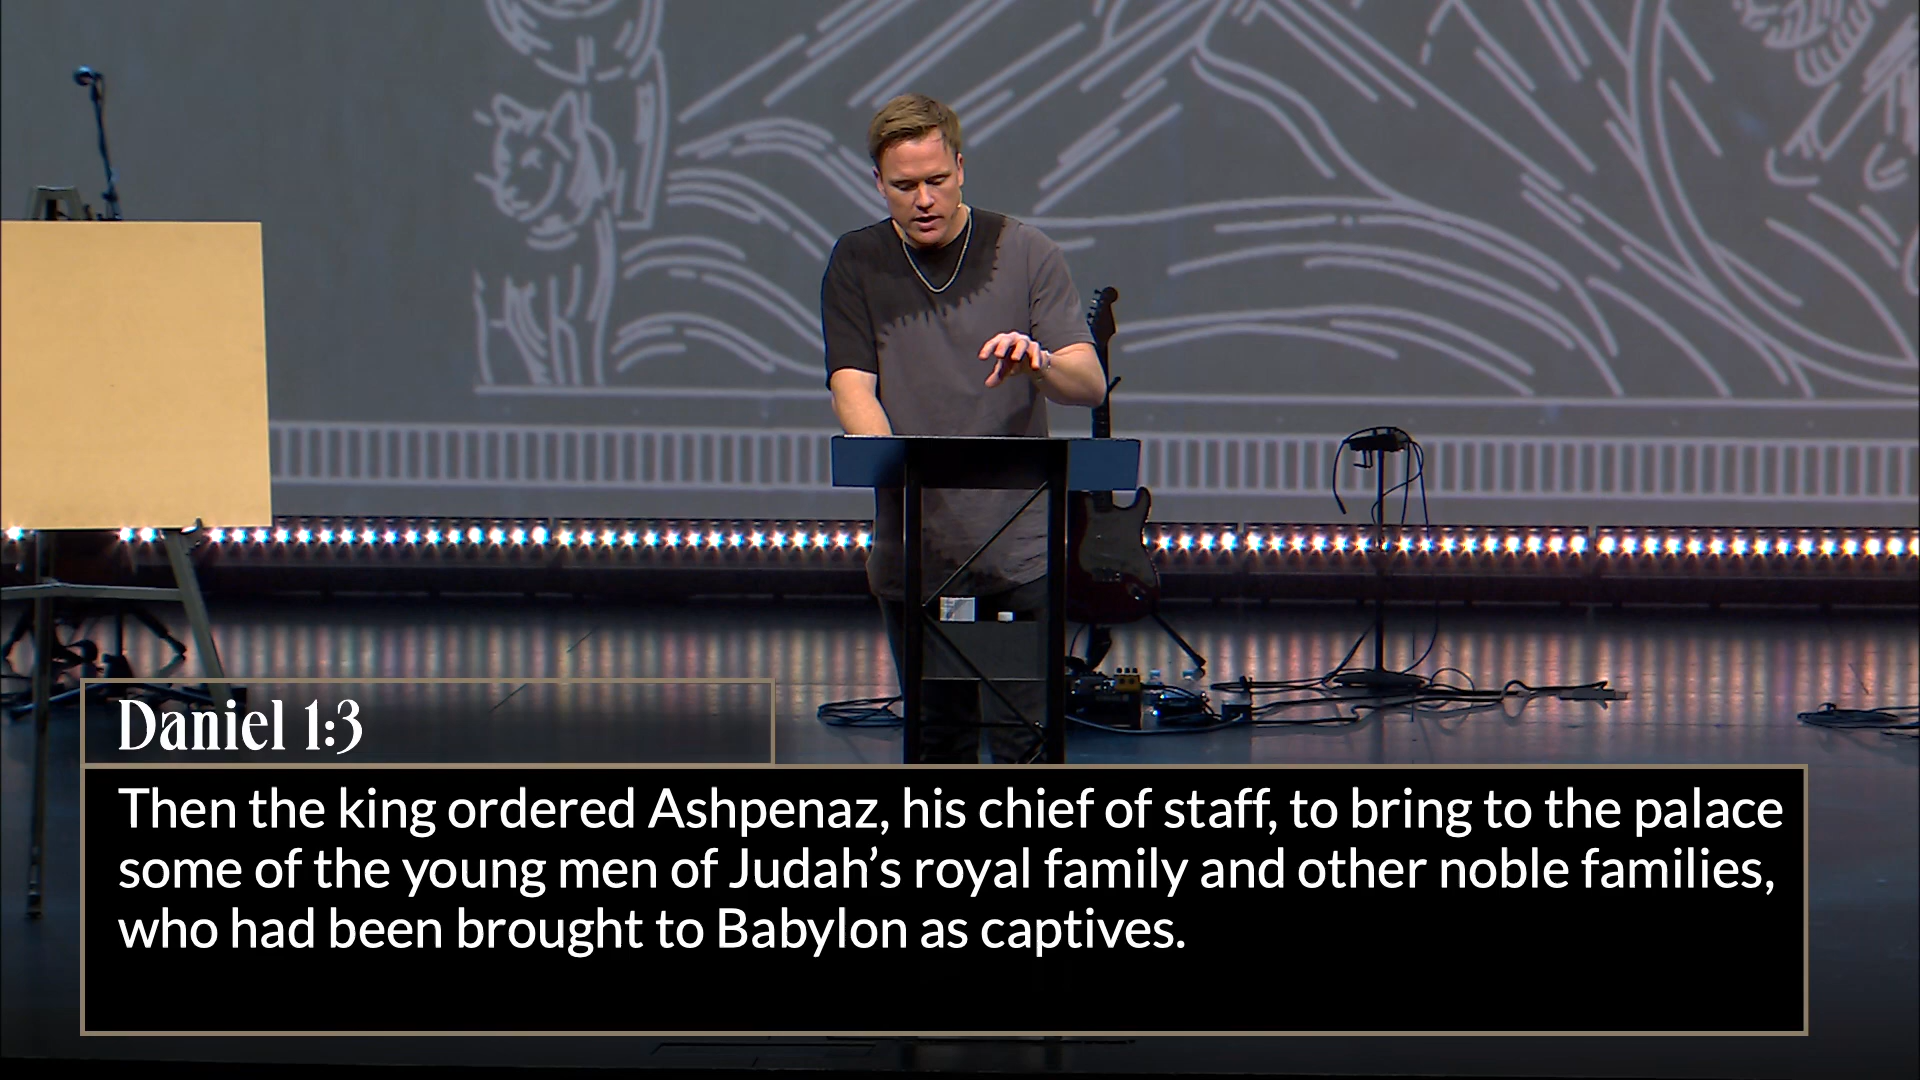 Daniel 1:3
Then the king ordered Ashpenaz, his chief of staff, to bring to the palace
some of the young men of Judah’s royal family and other noble families,
who had been brought to Babylon as captives.